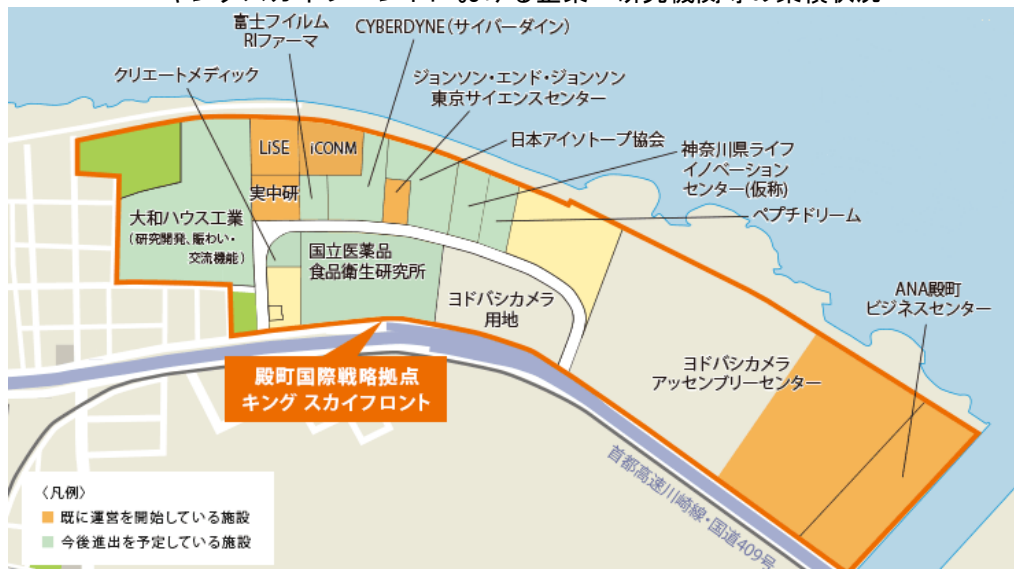 富士フイルム
RIファーマ
CYBERDYNE(サイバーダイン)
クリエートメディック
ジョンソン・エンド・ジョンソン
東京サイエンスセンター
日本アイソトープ協会
神奈川県ライフ
イノベーション
センター(仮称)
ペプチドリーム
LiSE
iCONM
実中研
大和ハウス工業
(研究開発、賑わい・
交流機能)
国立医薬品
食品衛生研究所
ヨドバシカメラ
用地
ANA殿町
ビジネスセンター
ヨドバシカメラ
アッセンブリーセンター
殿町国際戦略拠点
キング スカイフロント
首都高速川崎線・国道409号
〈凡例〉
既に運営を開始している施設
今後進出を予定している施設